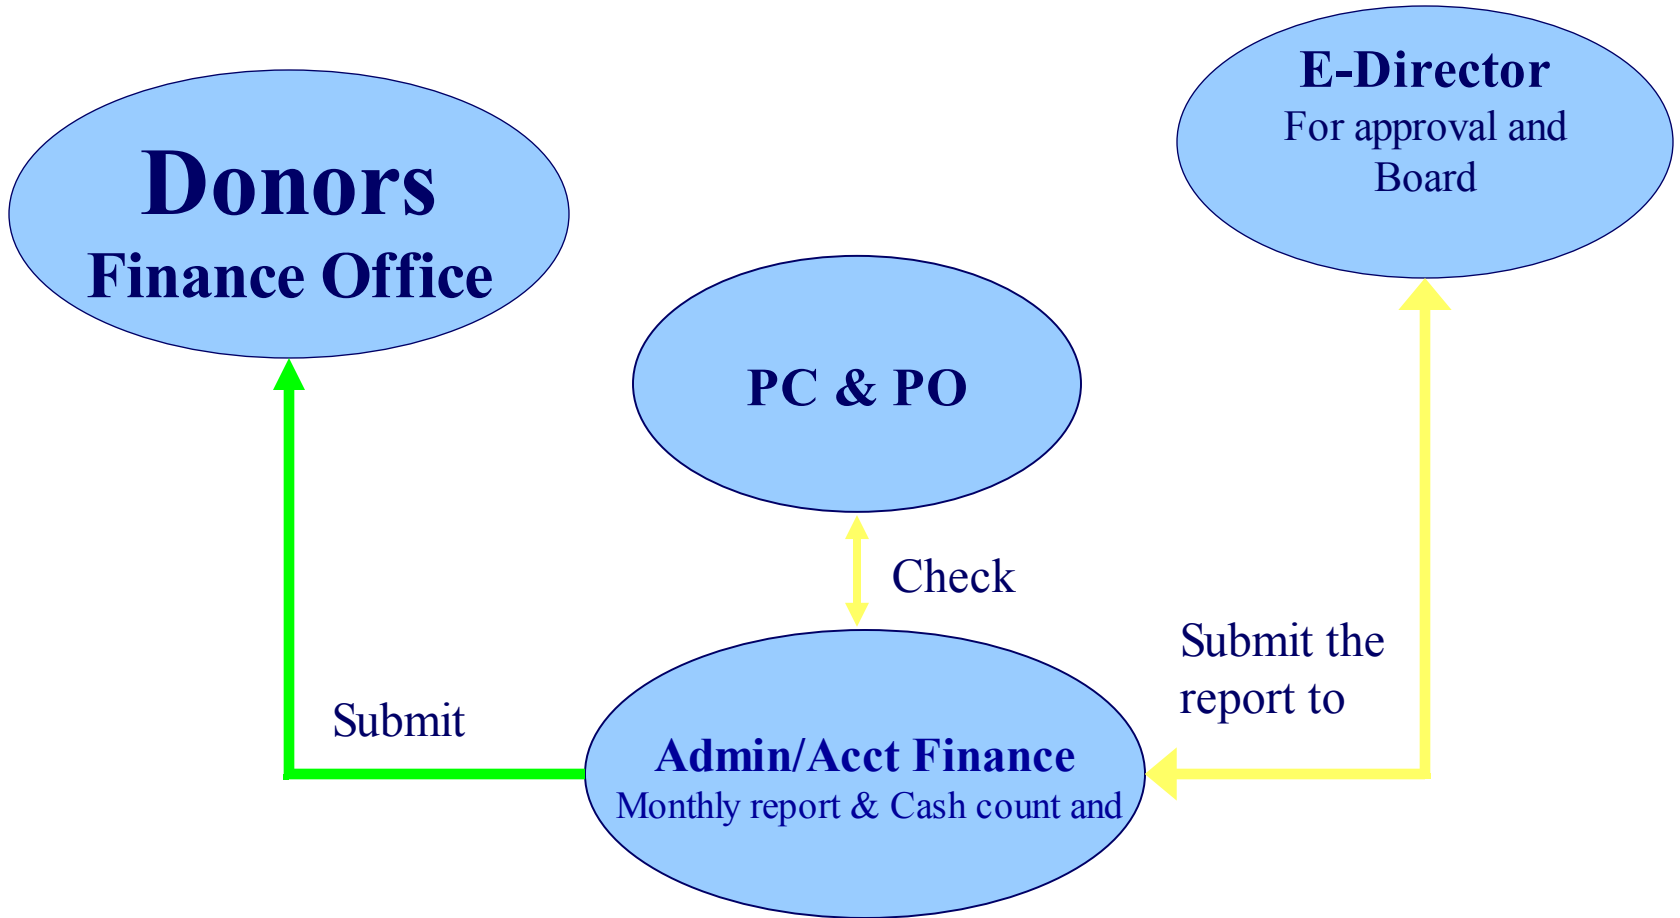 Donors
Finance Office
E-Director
For approval and
Board
PC & PO
Check
Submit the
report to
Submit
Admin/Acct Finance
Monthly report & Cash count and